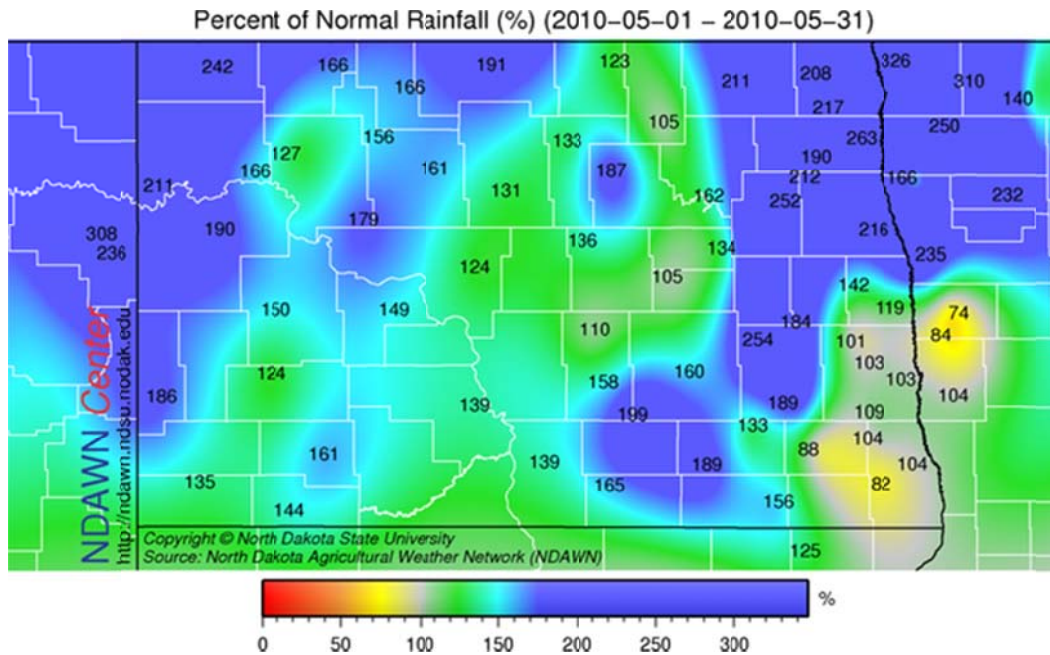 Percent of Normal Rainfall (%) (2010-05-01 – 2010-05-31)
242 166 191 123 211 208 326
166 217 310 140
156 105 263 250
127 133
166 161 187 190
211 131 162 212 166 232
179 252
308 190 136 216
236 134 235
124 105
150 149 142
119 74
110 184 101 84
254
124 160 103
186 158 103 104
139 199 189 109
133 104
161 139 189 88 104
135 165 82
144 156
125
NDAWN Center
http://ndawn.ndsu.nodak.edu
Copyright © North Dakota State University
Source: North Dakota Agricultural Weather Network (NDAWN)
%
0 50 100 150 200 250 300